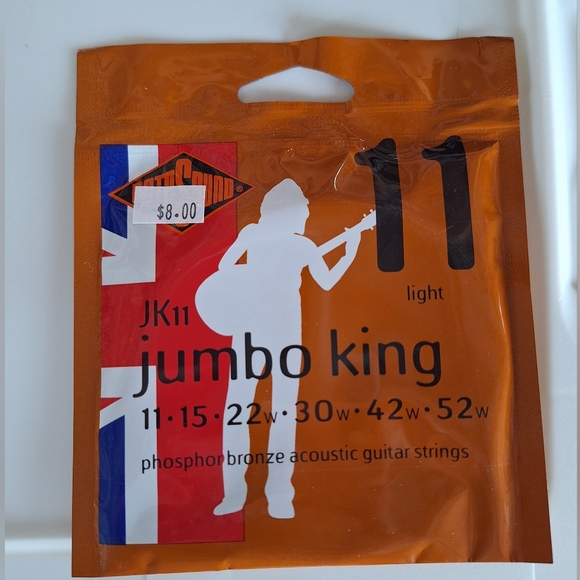 11
ROTOSOUND®
$8.00
light
JK11
jumbo king
11·15·22w·30w·42w·52w
phosphor bronze acoustic guitar strings